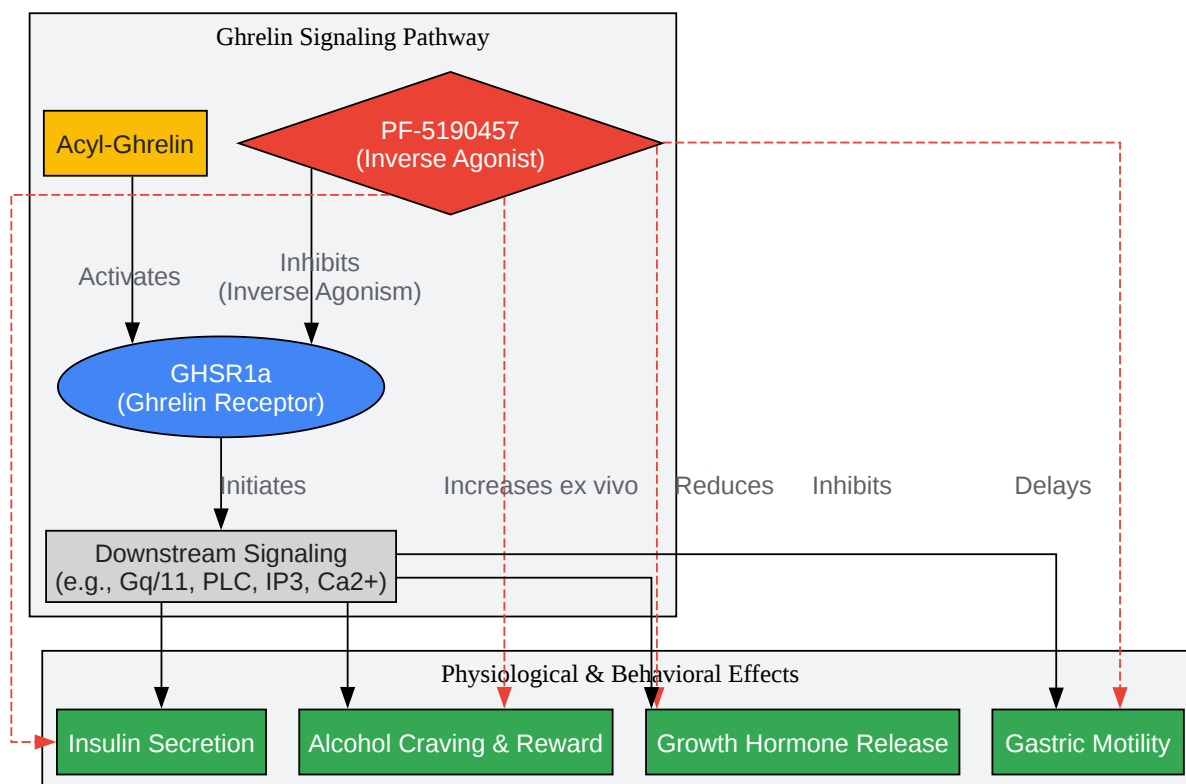 Ghrelin Signaling Pathway
PF-5190457
(Inverse Agonist)
Acyl-Ghrelin
Activates
Inhibits
(Inverse Agonism)
GHSR1a
(Ghrelin Receptor)
Initiates
Increases ex vivo
Reduces
Inhibits
Delays
Downstream Signaling
(e.g., Gq/11, PLC, IP3, Ca2+)
Physiological & Behavioral Effects
Insulin Secretion
Alcohol Craving & Reward
Growth Hormone Release
Gastric Motility